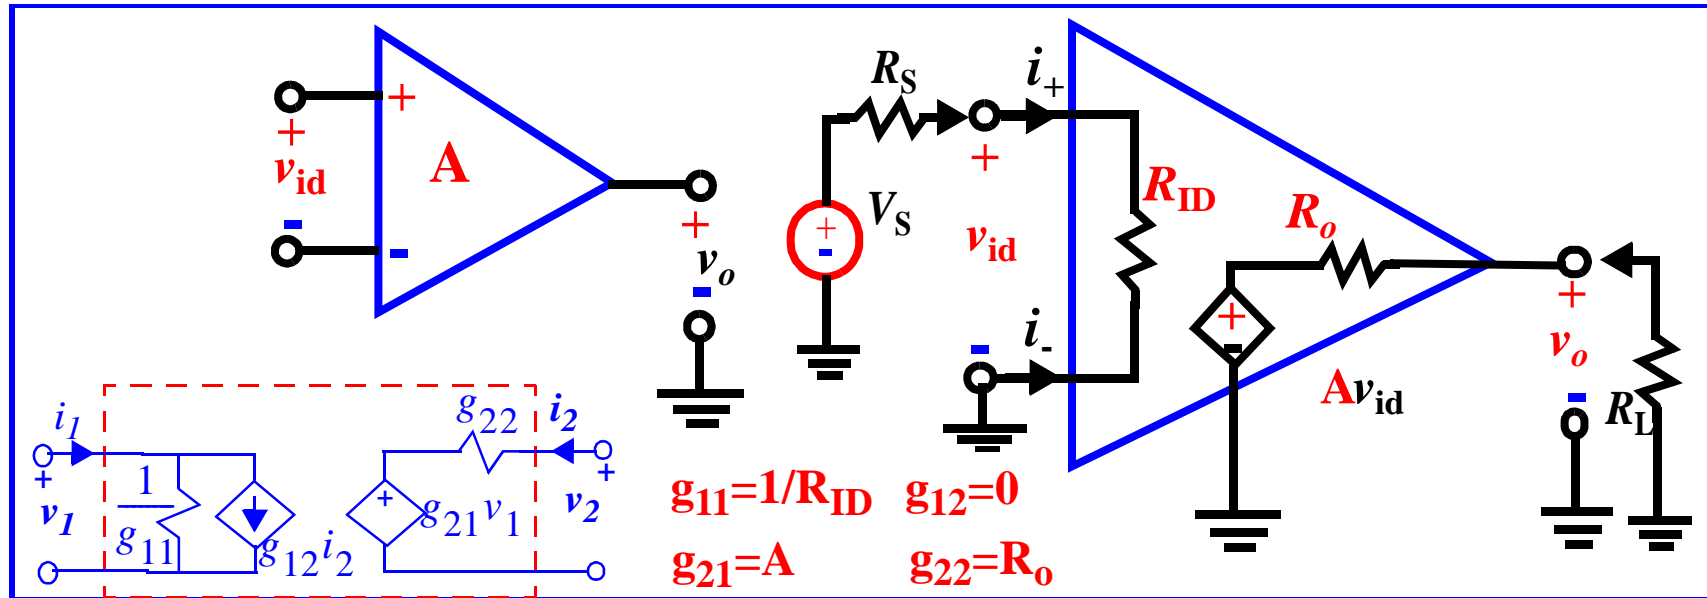 +
+
v_id
-
-
A
+
v_o
-
R_S
V_S
+
-
i_+
+
v_id
-
i_-
R_ID
R_o
+
-
Av_id
+
v_o
-
R_L
i_1
+
v_1
1
g_11
g_12 i_2
g_22
+
g_21 v_1
i_2
+
v_2
g_11=1/R_ID g_12=0
g_21=A g_22=R_o